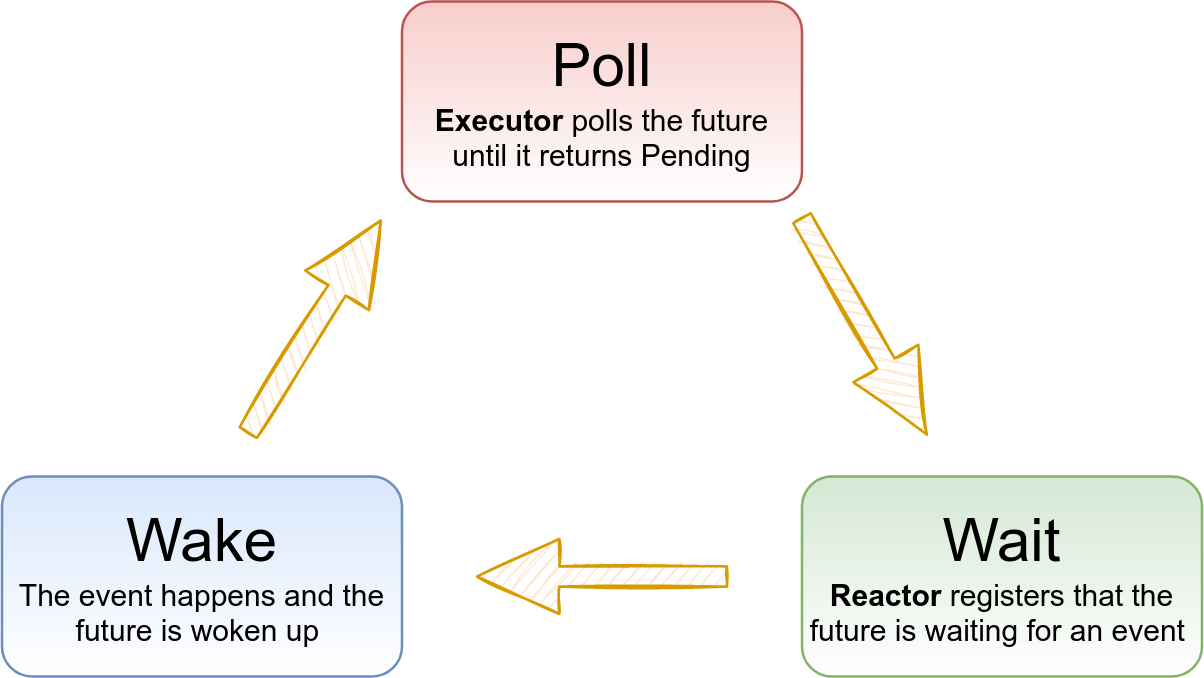 Poll
Executor polls the future
until it returns Pending
Wake
The event happens and the
future is woken up
Wait
Reactor registers that the
future is waiting for an event